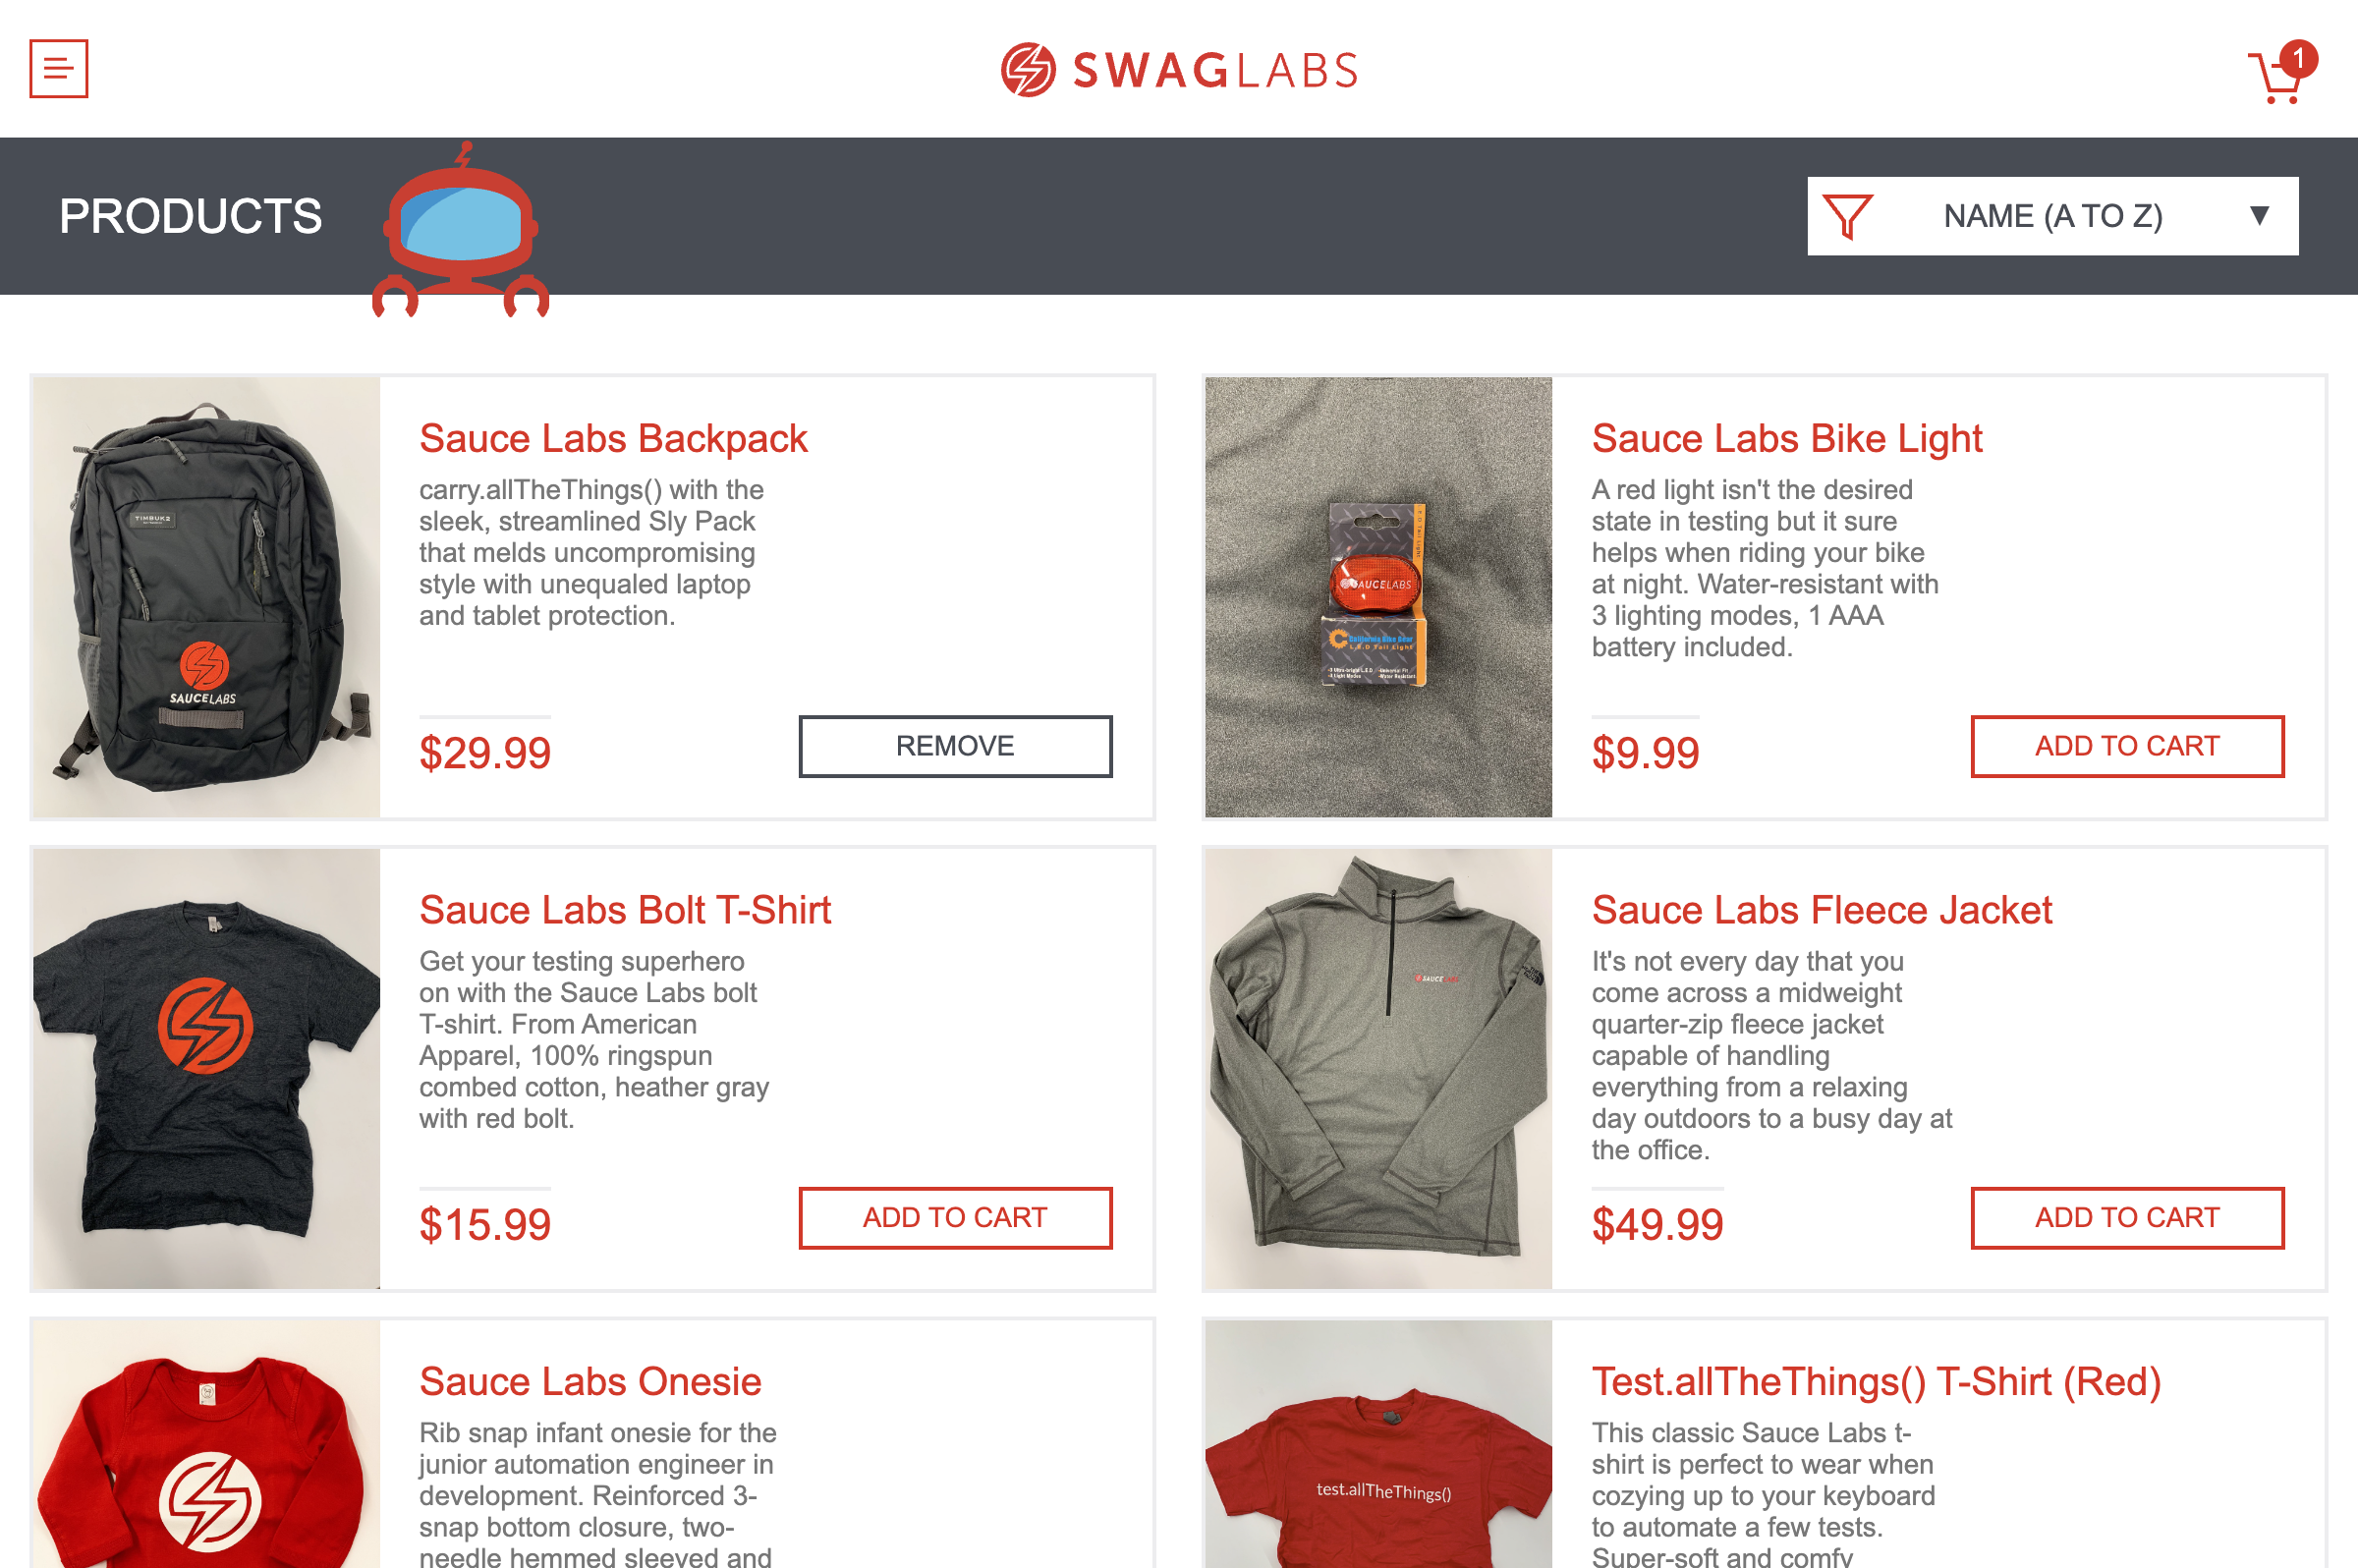 SWAGLABS
1
PRODUCTS
NAME (A TO Z) ▼
TIMBUK2
SAUCELABS
Sauce Labs Backpack
carry.allTheThings() with the
sleek, streamlined Sly Pack
that melds uncompromising
style with unequaled laptop
and tablet protection.
$29.99
REMOVE
SAUCELABS
California Bike Gear
L.E.D Tail Light
Sauce Labs Bike Light
A red light isn't the desired
state in testing but it sure
helps when riding your bike
at night. Water-resistant with
3 lighting modes, 1 AAA
battery included.
$9.99
ADD TO CART
Sauce Labs Bolt T-Shirt
Get your testing superhero
on with the Sauce Labs bolt
T-shirt. From American
Apparel, 100% ringspun
combed cotton, heather gray
with red bolt.
$15.99
ADD TO CART
SAUCELABS
Sauce Labs Fleece Jacket
It's not every day that you
come across a midweight
quarter-zip fleece jacket
capable of handling
everything from a relaxing
day outdoors to a busy day at
the office.
$49.99
ADD TO CART
Sauce Labs Onesie
Rib snap infant onesie for the
junior automation engineer in
development. Reinforced 3-
snap bottom closure, two-
needle hemmed sleeved and
test.allTheThings()
Test.allTheThings() T-Shirt (Red)
This classic Sauce Labs t-
shirt is perfect to wear when
cozying up to your keyboard
to automate a few tests.
Super-soft and comfy